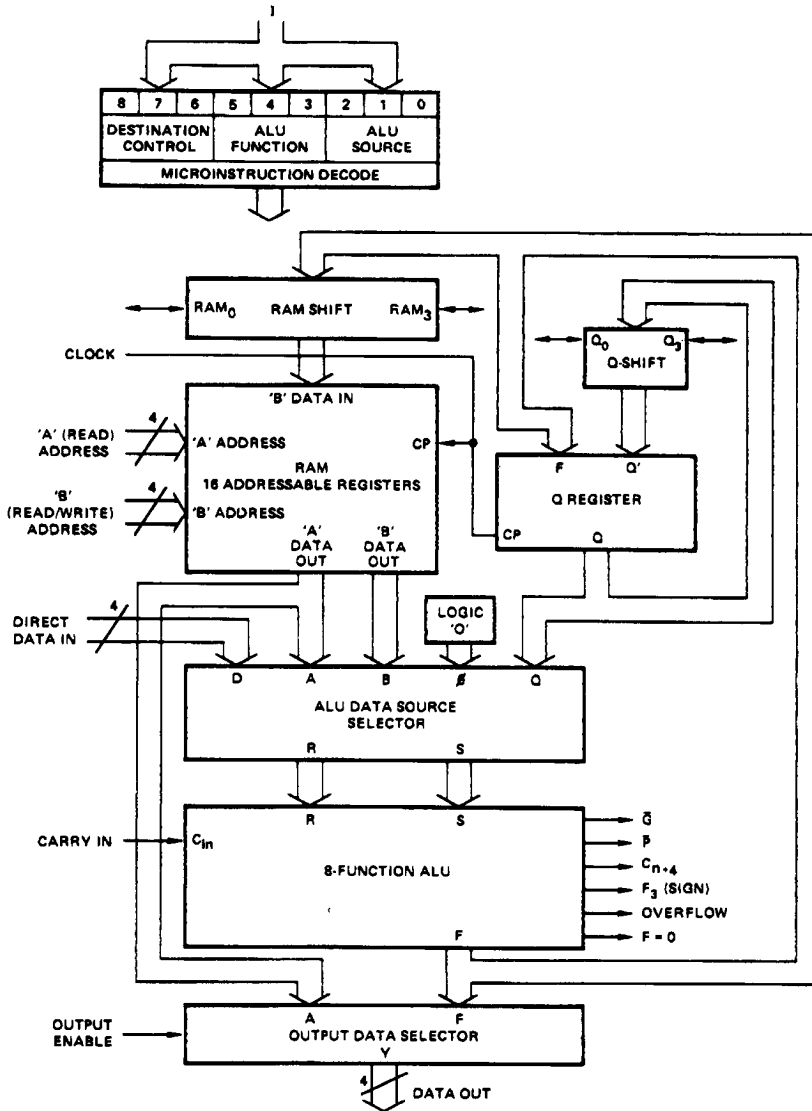 I
8 7 6 5 4 3 2 1 0
DESTINATION CONTROL
ALU FUNCTION
ALU SOURCE
MICROINSTRUCTION DECODE
RAM₀ RAM SHIFT RAM₃
Q₀ Q₃
Q-SHIFT
CLOCK
'B' DATA IN
'A' (READ) ADDRESS
4
'A' ADDRESS
CP
RAM
16 ADDRESSABLE REGISTERS
'B' (READ/WRITE) ADDRESS
4
'B' ADDRESS
'A' DATA OUT
'B' DATA OUT
F Q'
Q REGISTER
CP
Q
DIRECT DATA IN
4
LOGIC '0'
D A B Ø Q
ALU DATA SOURCE SELECTOR
R S
R S
CARRY IN
Cin
8-FUNCTION ALU
F
G̅
P̅
Cn+4
F₃ (SIGN)
OVERFLOW
F = 0
OUTPUT ENABLE
A F
OUTPUT DATA SELECTOR
Y
4
DATA OUT